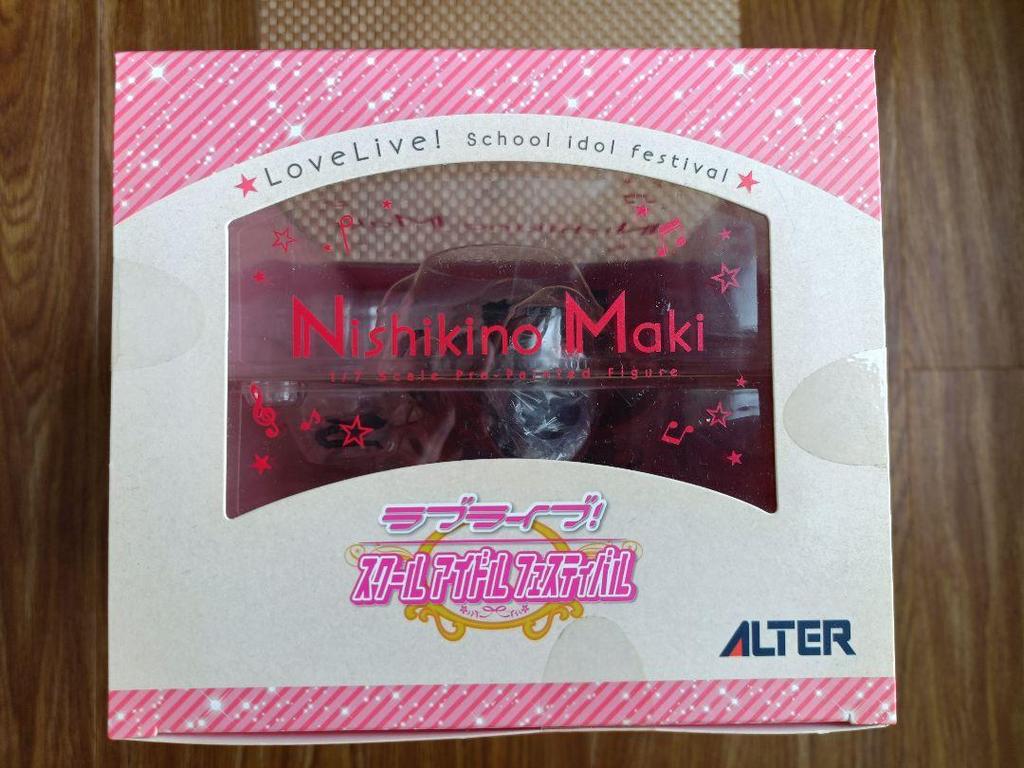 LoveLive! School idol festival
Nishikino Maki
1/7 Scale Pre-Painted Figure
ラブライブ!
スクールアイドルフェスティバル
ALTER